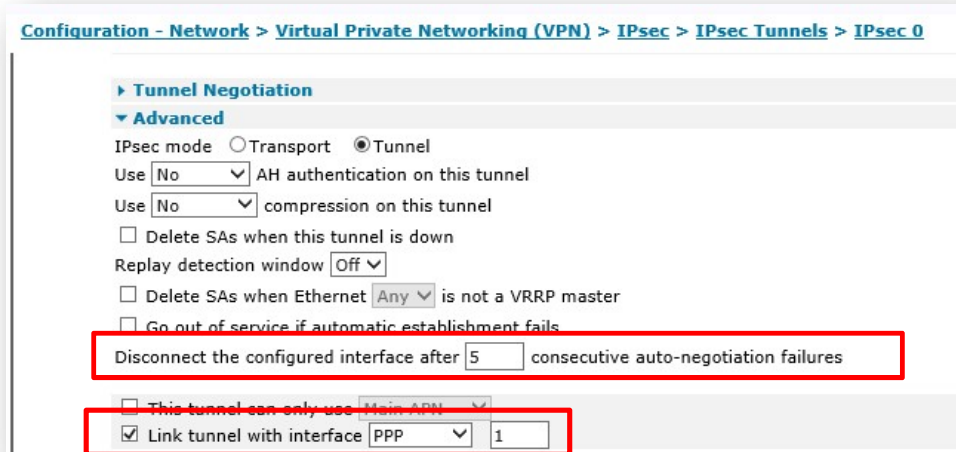 Configuration - Network > Virtual Private Networking (VPN) > IPsec > IPsec Tunnels > IPsec 0
Tunnel Negotiation
Advanced
IPsec mode Transport Tunnel
Use No AH authentication on this tunnel
Use No compression on this tunnel
Delete SAs when this tunnel is down
Replay detection window Off
Delete SAs when Ethernet Any is not a VRRP master
Go out of service if automatic establishment fails
Disconnect the configured interface after 5 consecutive auto-negotiation failures
This tunnel can only use Main APN
Link tunnel with interface PPP 1